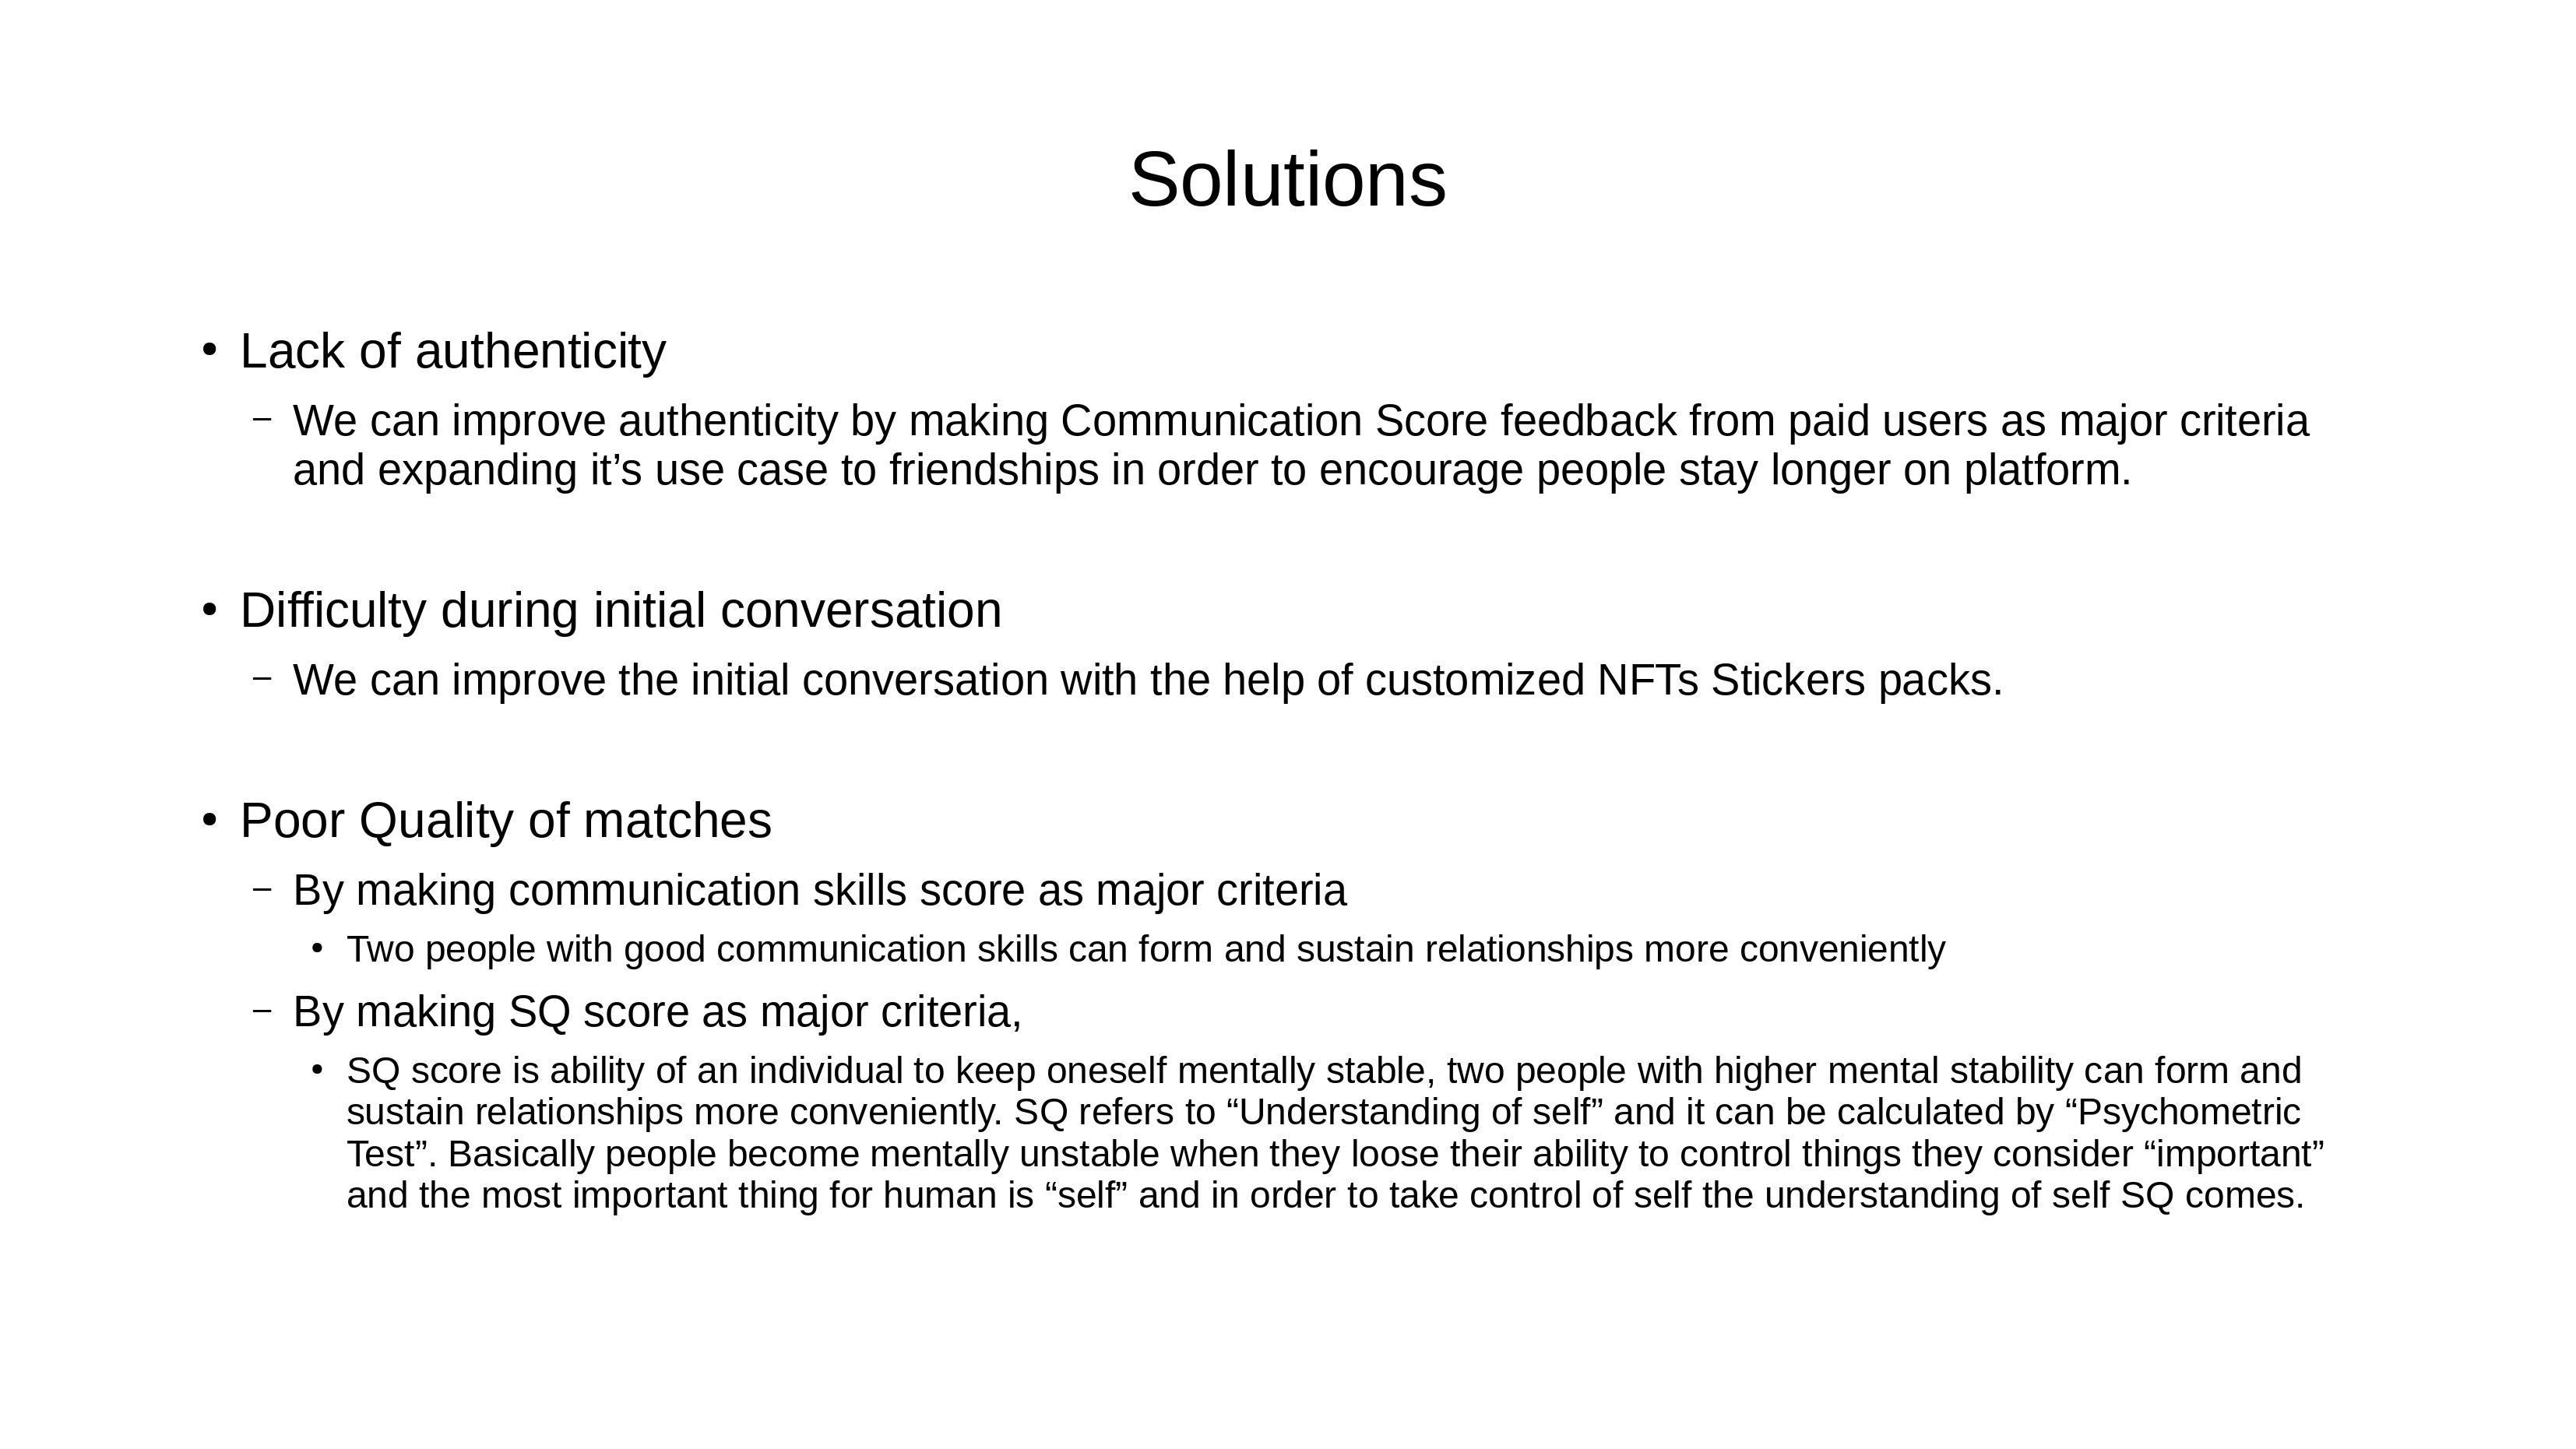 Solutions
• Lack of authenticity
– We can improve authenticity by making Communication Score feedback from paid users as major criteria
and expanding it’s use case to friendships in order to encourage people stay longer on platform.
• Difficulty during initial conversation
– We can improve the initial conversation with the help of customized NFTs Stickers packs.
• Poor Quality of matches
– By making communication skills score as major criteria
• Two people with good communication skills can form and sustain relationships more conveniently
– By making SQ score as major criteria,
• SQ score is ability of an individual to keep oneself mentally stable, two people with higher mental stability can form and
sustain relationships more conveniently. SQ refers to “Understanding of self” and it can be calculated by “Psychometric
Test”. Basically people become mentally unstable when they loose their ability to control things they consider “important”
and the most important thing for human is “self” and in order to take control of self the understanding of self SQ comes.